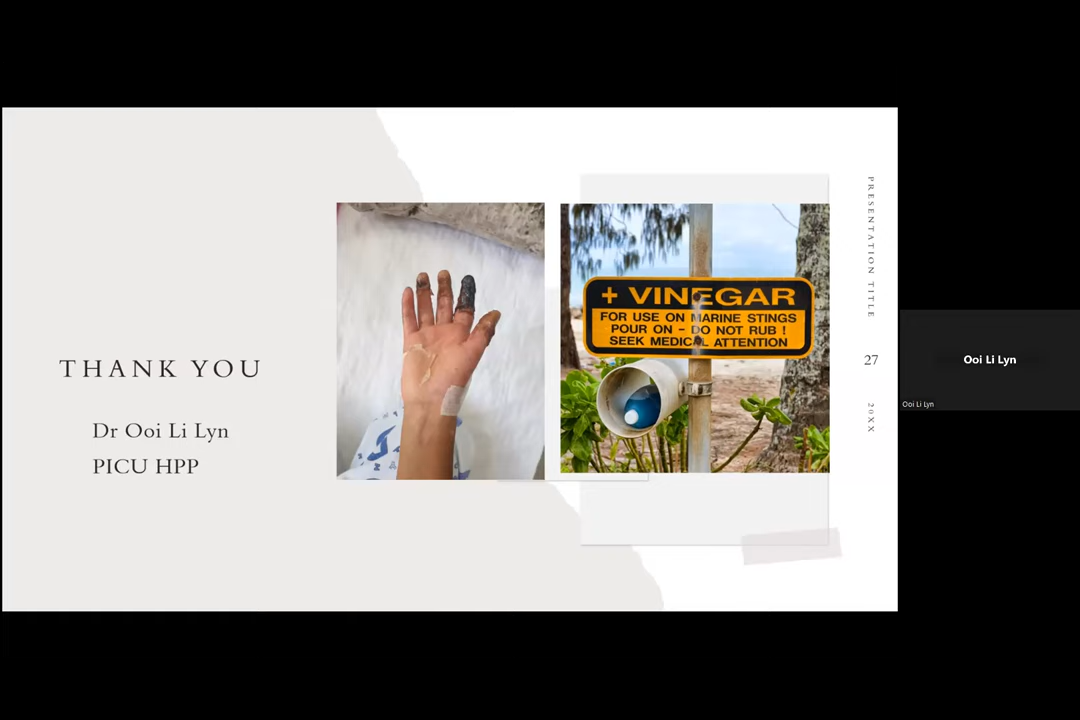 THANK YOU
Dr Ooi Li Lyn
PICU HPP
+ VINEGAR
FOR USE ON MARINE STINGS
POUR ON - DO NOT RUB !
SEEK MEDICAL ATTENTION
PRESENTATION TITLE
27
20XX
Ooi Li Lyn
Ooi Li Lyn